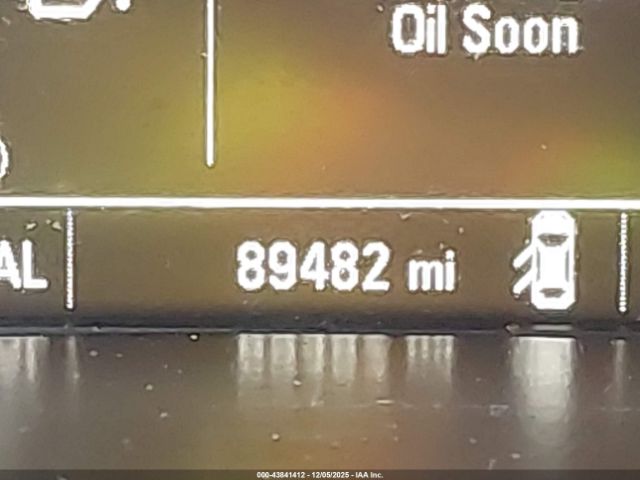 Oil Soon
AL
89482 mi
000-43841412 - 12/05/2025 - IAA Inc.